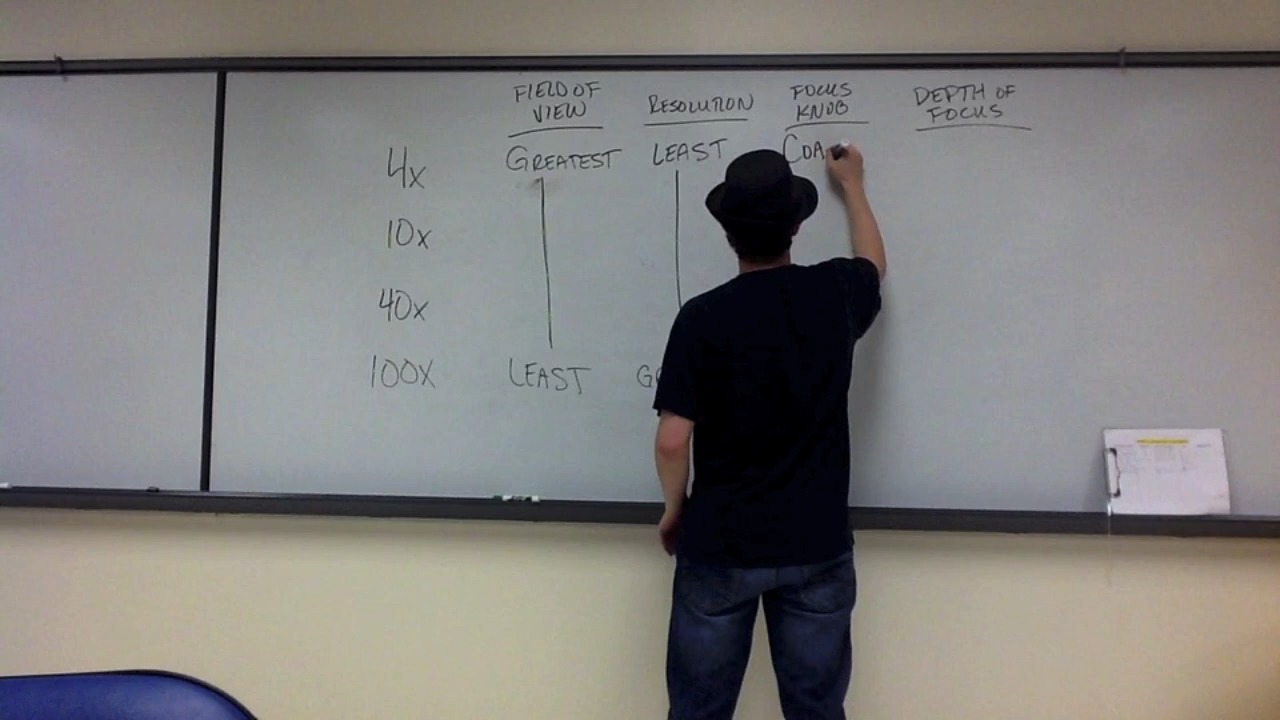 FIELD OF
VIEW
RESOLUTION
FOCUS
KNOB
DEPTH OF
FOCUS
4x GREATEST LEAST COA
10x
40x
100x LEAST G